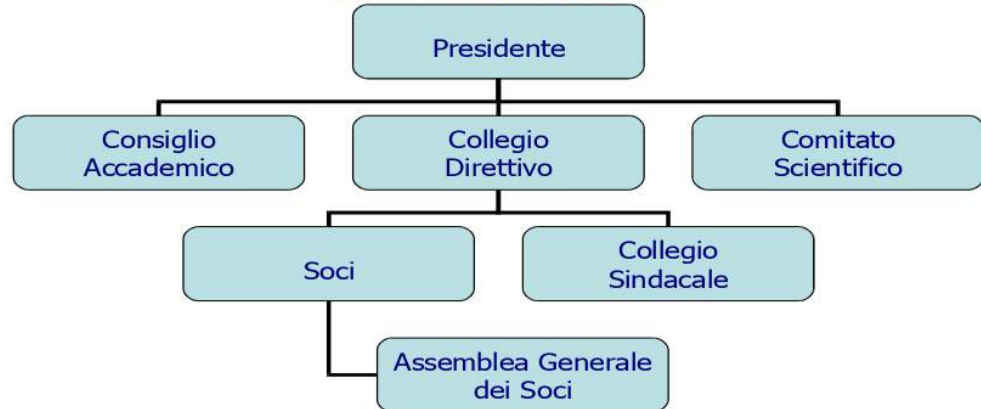 Presidente
Consiglio
Accademico
Collegio
Direttivo
Comitato
Scientifico
Soci
Collegio
Sindacale
Assemblea Generale
dei Soci